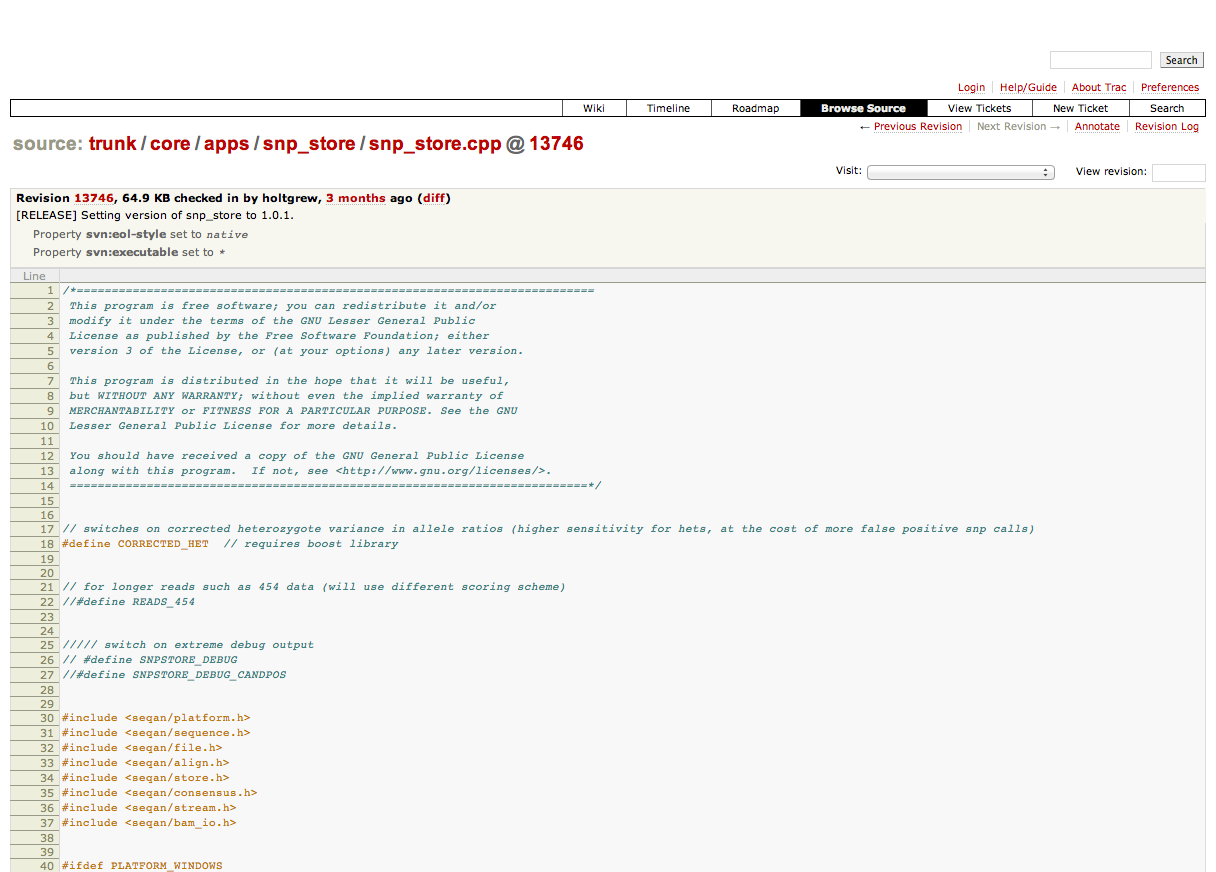 Search
Login Help/Guide About Trac Preferences
Wiki Timeline Roadmap Browse Source View Tickets New Ticket Search
← Previous Revision Next Revision → Annotate Revision Log
source: trunk / core / apps / snp_store / snp_store.cpp @ 13746
Visit: View revision:
Revision 13746, 64.9 KB checked in by holtgrew, 3 months ago (diff)
[RELEASE] Setting version of snp_store to 1.0.1.
Property svn:eol-style set to native
Property svn:executable set to *
Line
1 /*==========================================================================
2 This program is free software; you can redistribute it and/or
3 modify it under the terms of the GNU Lesser General Public
4 License as published by the Free Software Foundation; either
5 version 3 of the License, or (at your options) any later version.
6
7 This program is distributed in the hope that it will be useful,
8 but WITHOUT ANY WARRANTY; without even the implied warranty of
9 MERCHANTABILITY or FITNESS FOR A PARTICULAR PURPOSE. See the GNU
10 Lesser General Public License for more details.
11
12 You should have received a copy of the GNU General Public License
13 along with this program.  If not, see <http://www.gnu.org/licenses/>.
14 ==========================================================================*/
15
16
17 // switches on corrected heterozygote variance in allele ratios (higher sensitivity for hets, at the cost of more false positive snp calls)
18 #define CORRECTED_HET  // requires boost library
19
20
21 // for longer reads such as 454 data (will use different scoring scheme)
22 //#define READS_454
23
24
25 ///// switch on extreme debug output
26 // #define SNPSTORE_DEBUG
27 //#define SNPSTORE_DEBUG_CANDPOS
28
29
30 #include <seqan/platform.h>
31 #include <seqan/sequence.h>
32 #include <seqan/file.h>
33 #include <seqan/align.h>
34 #include <seqan/store.h>
35 #include <seqan/consensus.h>
36 #include <seqan/stream.h>
37 #include <seqan/bam_io.h>
38
39
40 #ifdef PLATFORM_WINDOWS